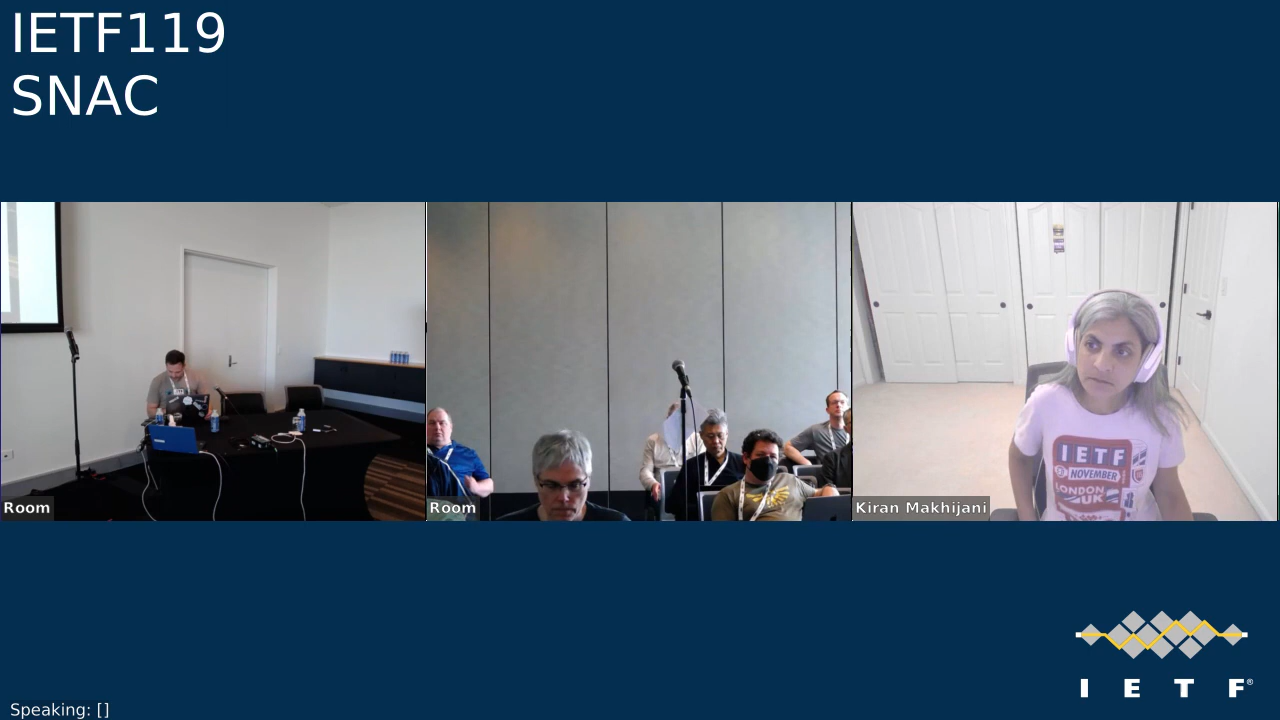 IETF119
SNAC
Room
Room
Kiran Makhijani
IETF
NOVEMBER
LONDON
UK
Speaking: []
I E T F®